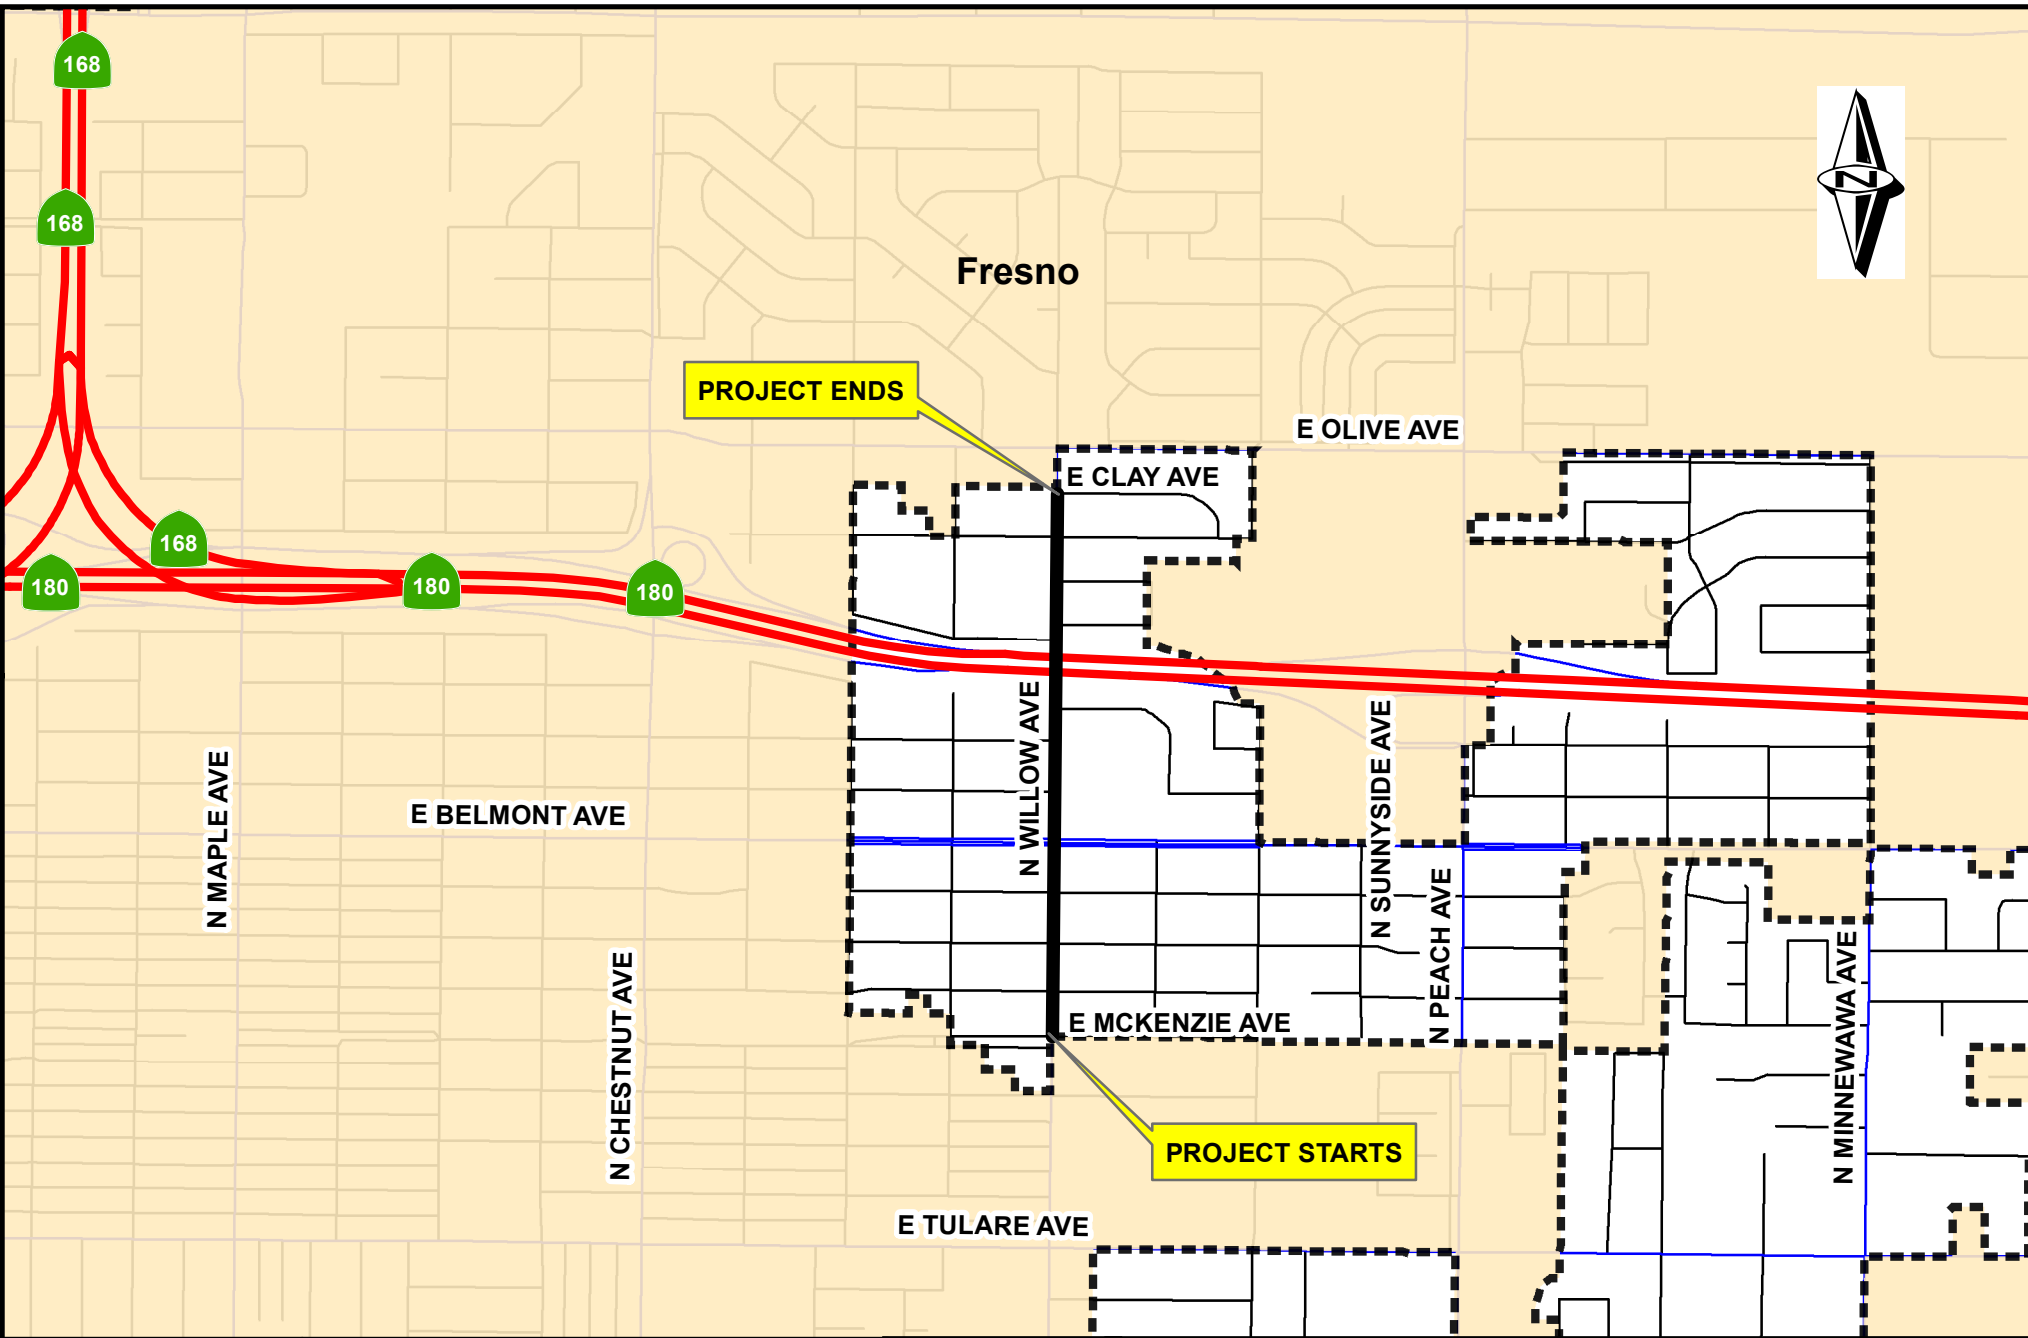 168
168
Fresno
PROJECT ENDS
E OLIVE AVE
E CLAY AVE
168
180
180
180
N WILLOW AVE
N SUNNYSIDE AVE
N MAPLE AVE
E BELMONT AVE
N PEACH AVE
N CHESTNUT AVE
N MINNEWAWA AVE
E MCKENZIE AVE
PROJECT STARTS
E TULARE AVE
N